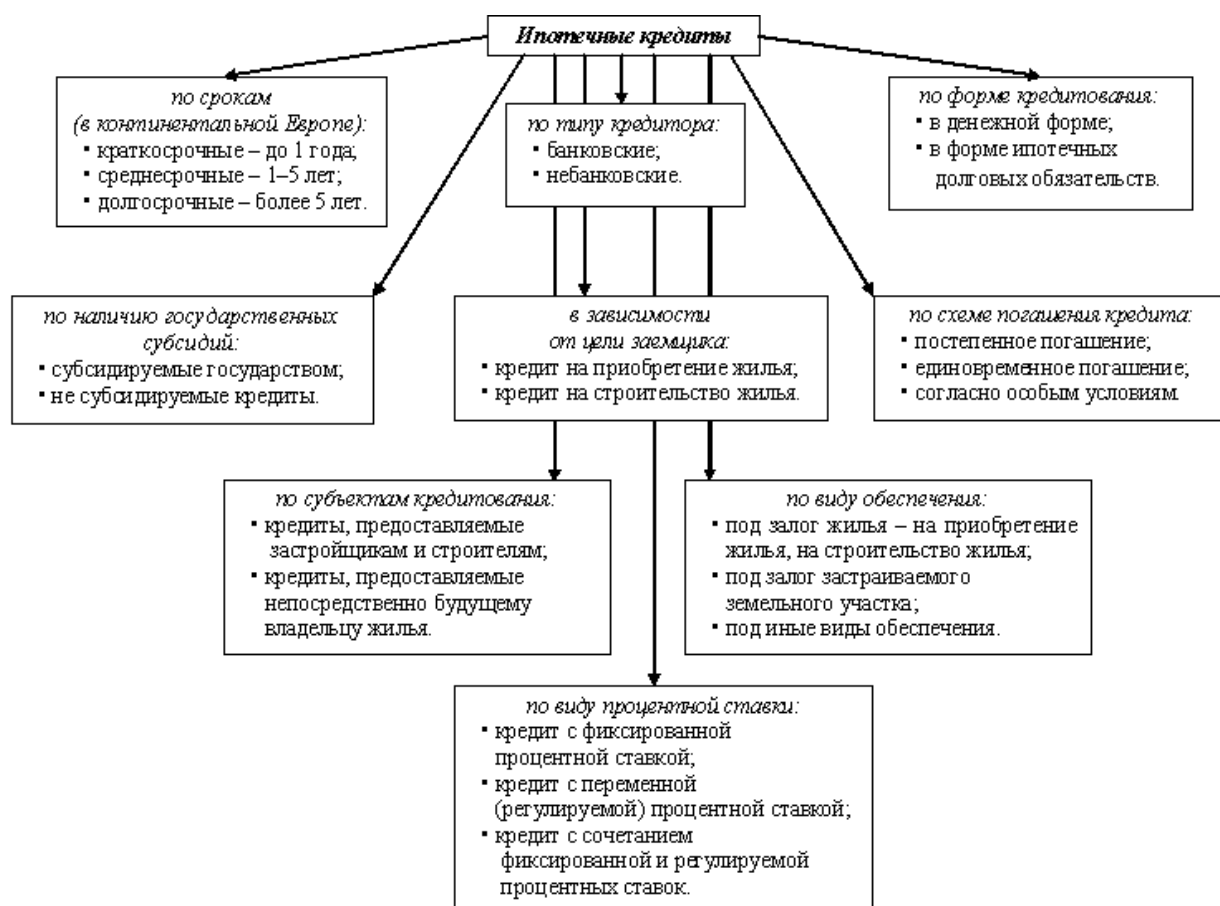 Ипотечные кредиты
по срокам
(в континентальной Европе):
▪ краткосрочные – до 1 года;
▪ среднесрочные – 1–5 лет;
▪ долгосрочные – более 5 лет.
по типу кредитора:
▪ банковские;
▪ небанковские.
по форме кредитования:
▪ в денежной форме;
▪ в форме ипотечных
долговых обязательств.
по наличию государственных
субсидий:
▪ субсидируемые государством;
▪ не субсидируемые кредиты.
в зависимости
от цели заемщика:
▪ кредит на приобретение жилья;
▪ кредит на строительство жилья.
по схеме погашения кредита:
▪ постепенное погашение;
▪ единовременное погашение;
▪ согласно особым условиям.
по субъектам кредитования:
▪ кредиты, предоставляемые
застройщикам и строителям;
▪ кредиты, предоставляемые
непосредственно будущему
владельцу жилья.
по виду обеспечения:
▪ под залог жилья – на приобретение
жилья, на строительство жилья;
▪ под залог застраиваемого
земельного участка;
▪ под иные виды обеспечения.
по виду процентной ставки:
▪ кредит с фиксированной
процентной ставкой;
▪ кредит с переменной
(регулируемой) процентной ставкой;
▪ кредит с сочетанием
фиксированной и регулируемой
процентных ставок.